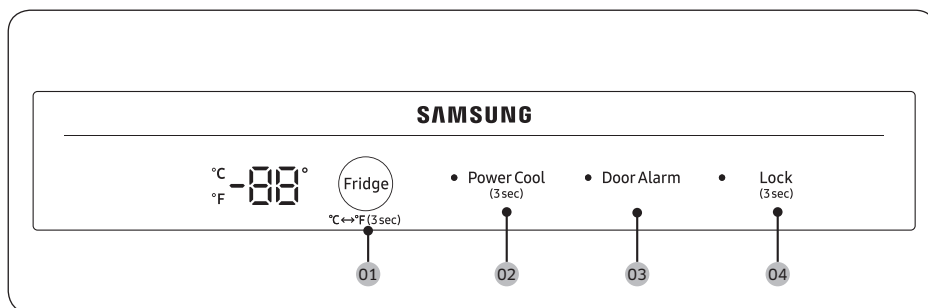 SAMSUNG
°C
°F
-88°
Fridge
°C↔°F (3 sec)
• Power Cool
(3 sec)
• Door Alarm
• Lock
(3 sec)
01
02
03
04